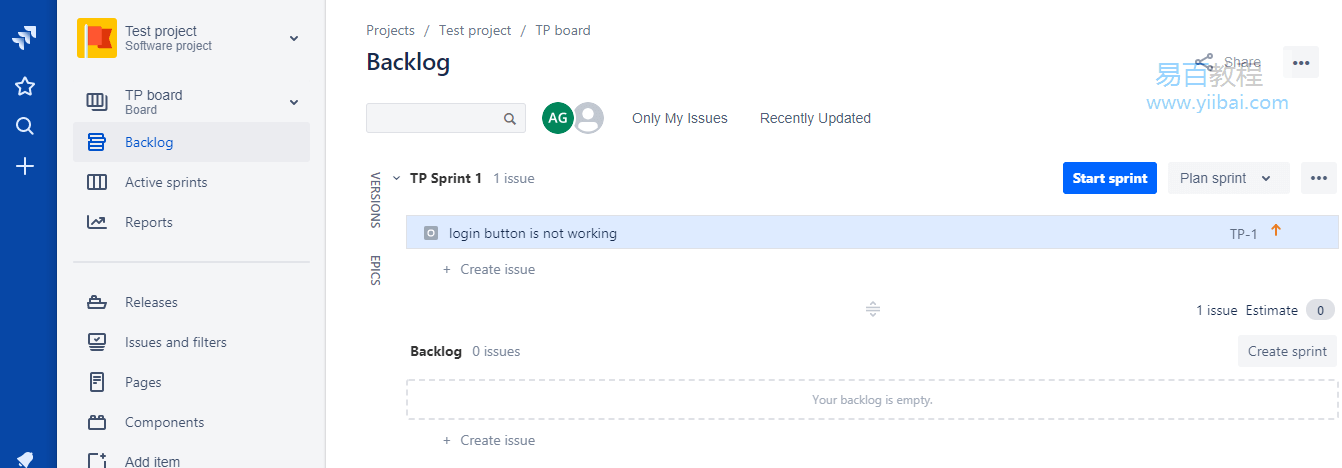 Test project
Software project
TP board
Board
Backlog
Active sprints
Reports
Releases
Issues and filters
Pages
Components
Add item
Projects / Test project / TP board
Backlog
Share
易百教程
www.yiibai.com
AG
Only My Issues
Recently Updated
VERSIONS
EPICS
TP Sprint 1 1 issue
Start sprint
Plan sprint
login button is not working TP-1
+ Create issue
1 issue Estimate 0
Backlog 0 issues
Create sprint
Your backlog is empty.
+ Create issue